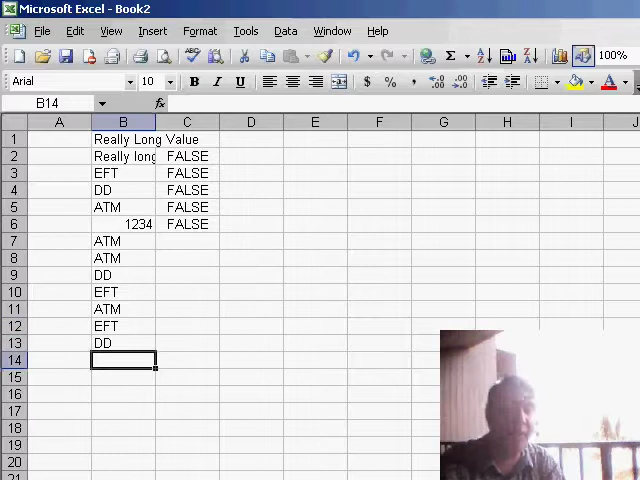 Microsoft Excel - Book2
File Edit View Insert Format Tools Data Window Help
Σ 100%
Arial 10 B I U $ % ,
B14 fx
A B C D E F G H I J
1 Really Long Value
2 Really long FALSE
3 EFT FALSE
4 DD FALSE
5 ATM FALSE
6 1234 FALSE
7 ATM
8 ATM
9 DD
10 EFT
11 ATM
12 EFT
13 DD
14
15
16
17
18
19
20
21